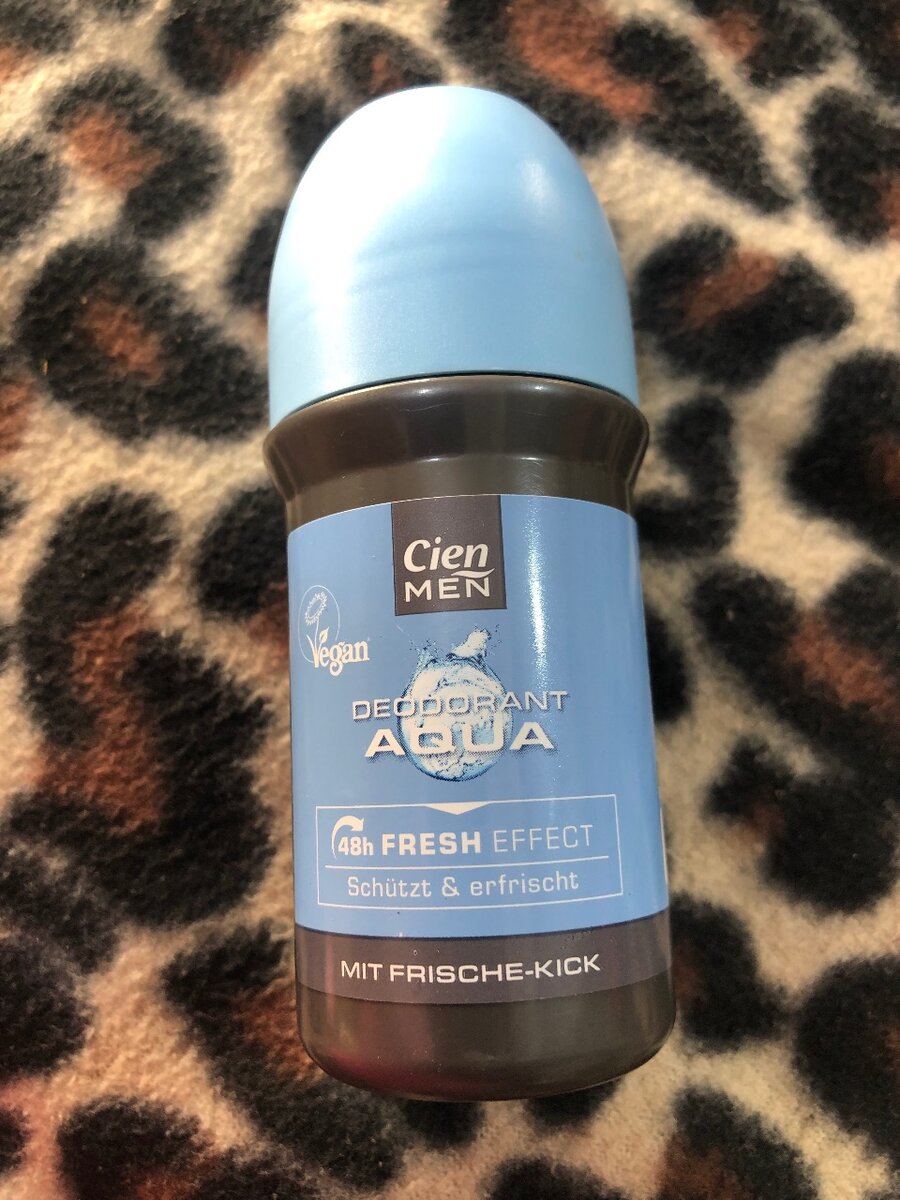 Cien
MEN
Vegan
DEODORANT
AQUA
48h FRESH EFFECT
Schützt & erfrischt
MIT FRISCHE-KICK